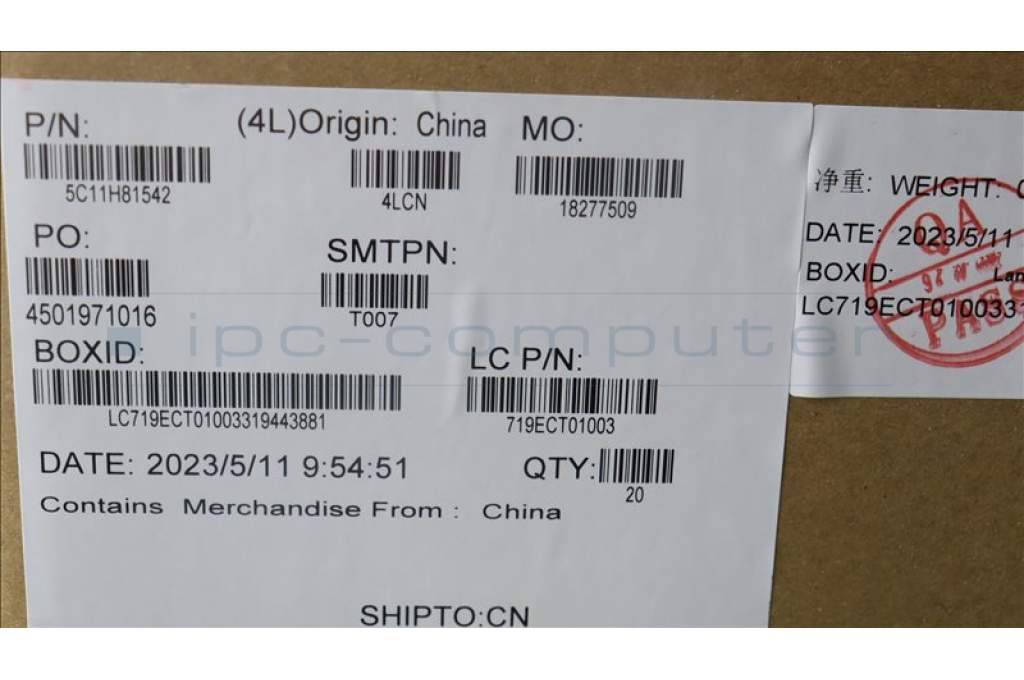 P/N: (4L)Origin: China MO:
5C11H81542 4LCN 18277509
PO: SMTPN:
4501971016 T007
BOXID: LC P/N:
LC719ECT01003319443881 719ECT01003
DATE: 2023/5/11 9:54:51 QTY:
20
Contains Merchandise From : China
SHIPTO:CN
净重: WEIGHT:
DATE: 2023/5/11
BOXID:
LC719ECT0100331
QA
26
PASS
ipc-computer